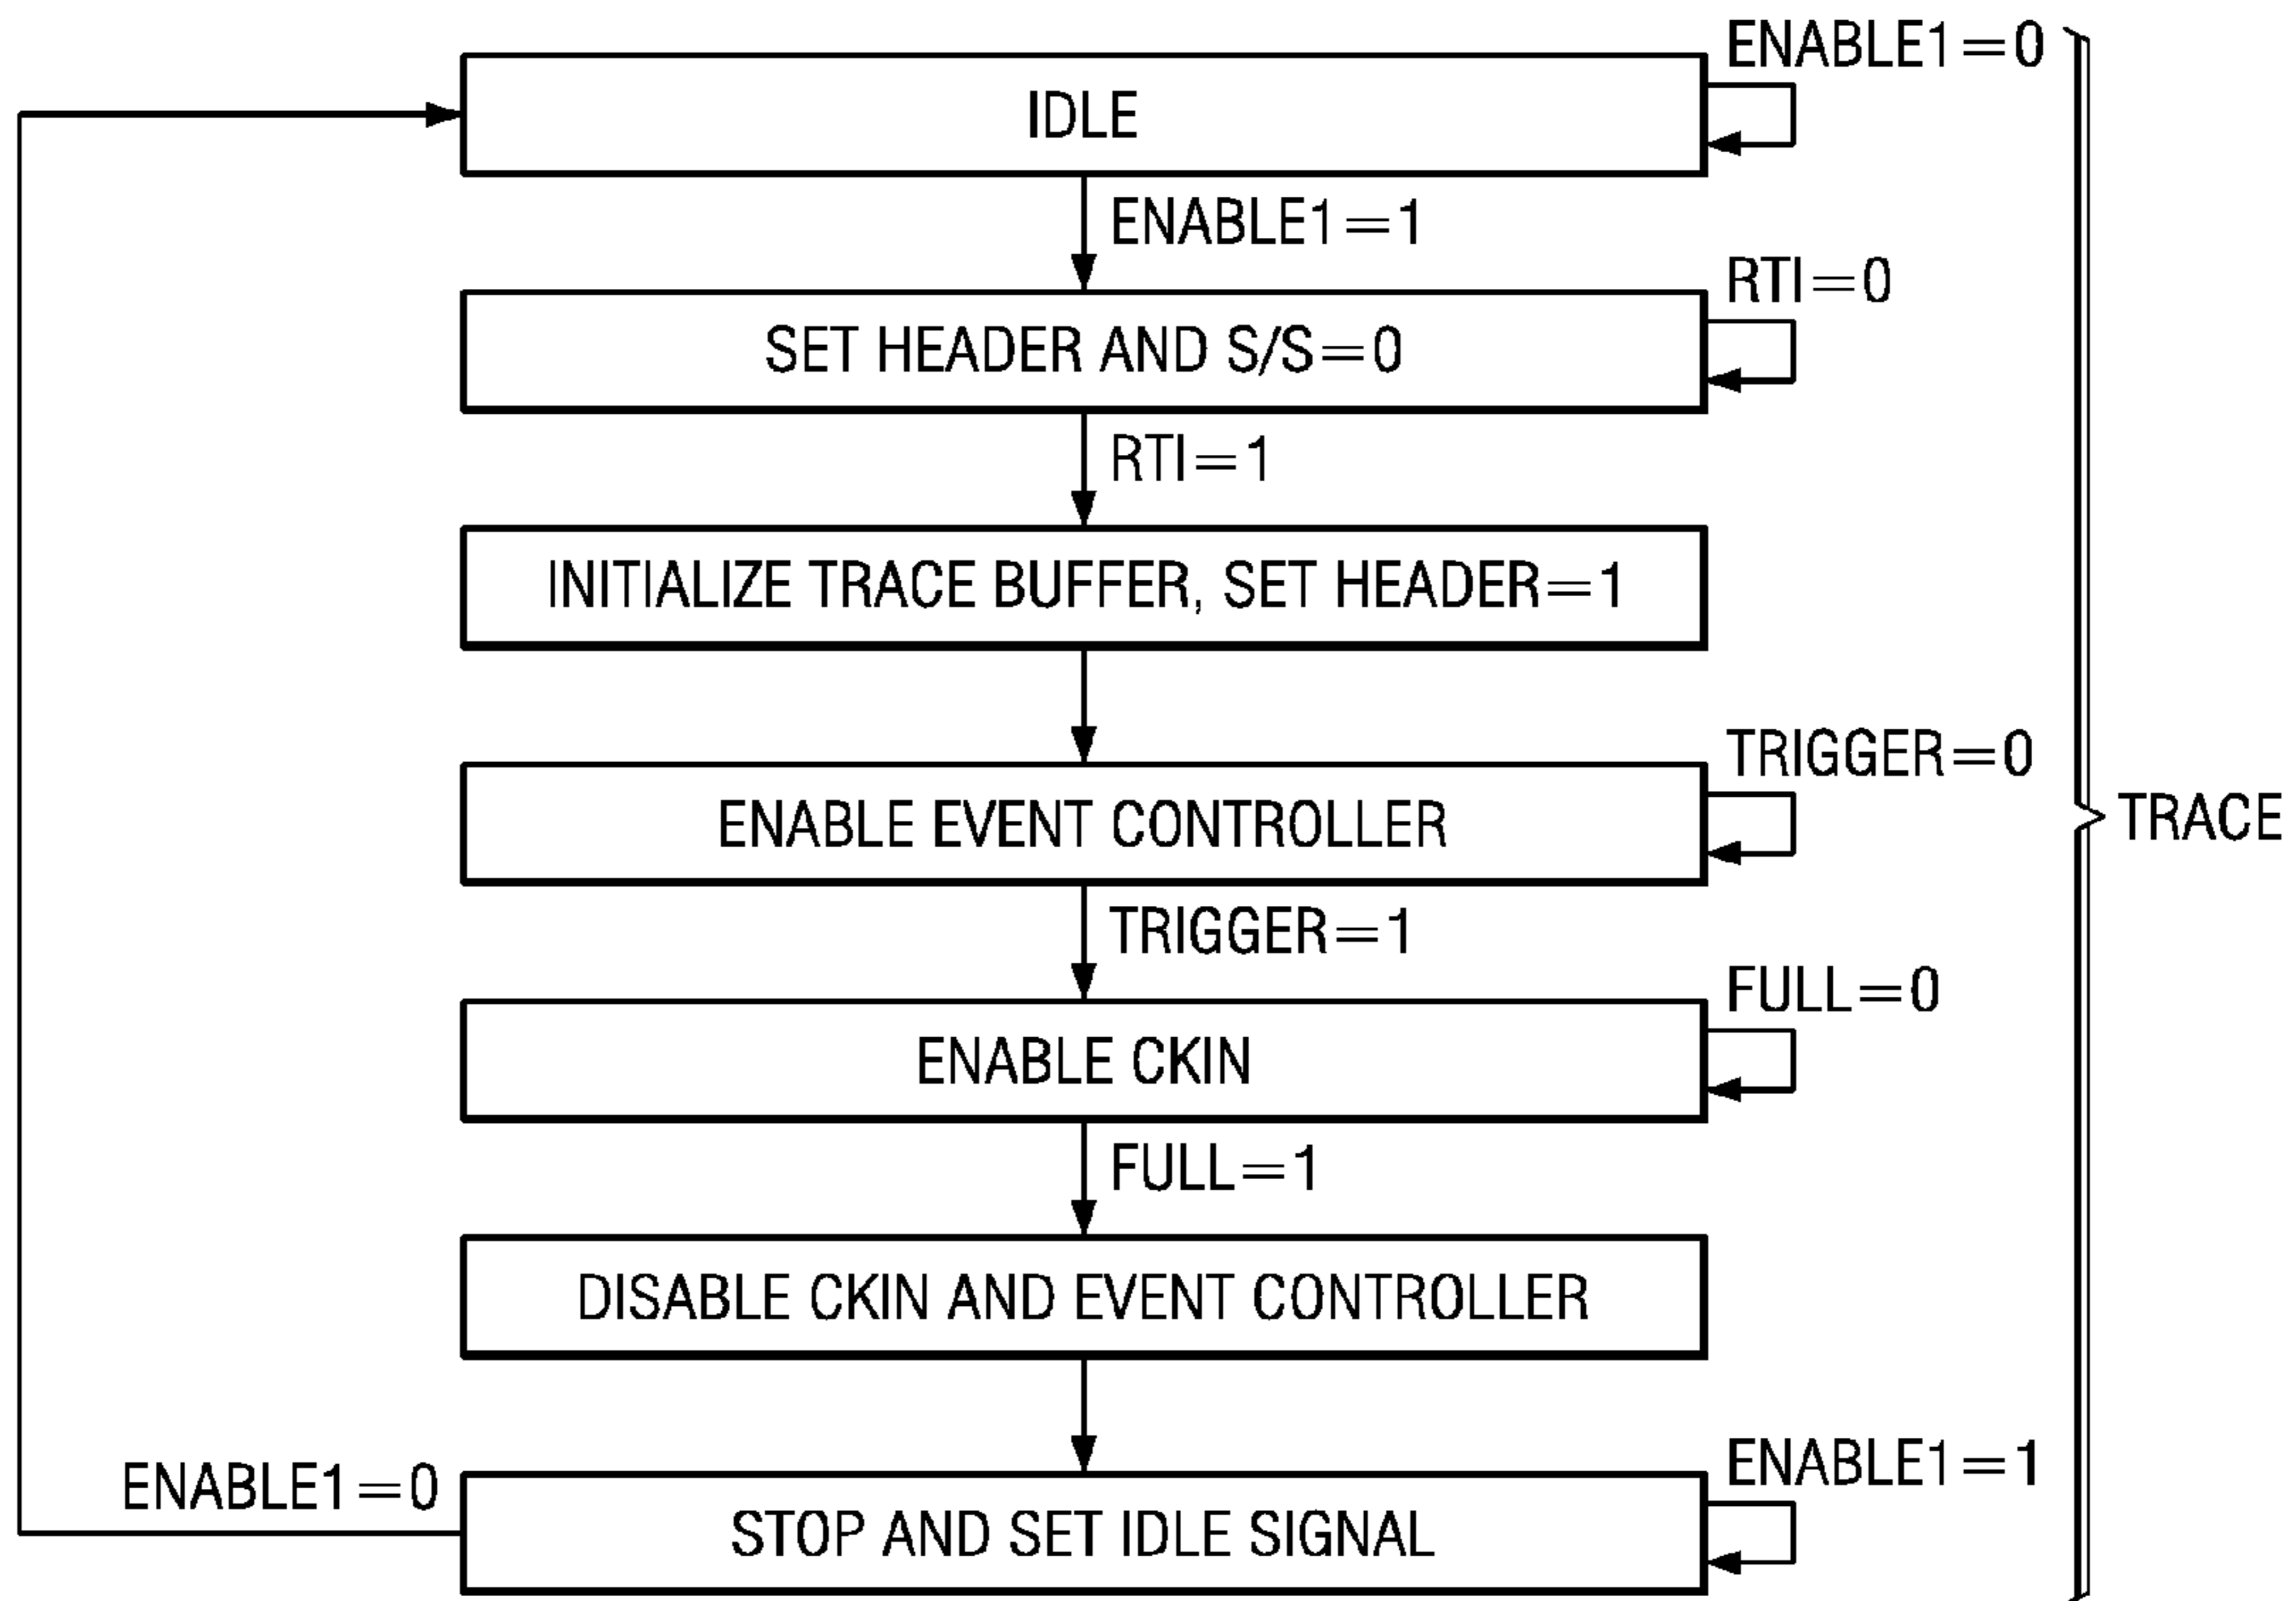 ENABLE1=0
IDLE
ENABLE1=1
RTI=0
SET HEADER AND S/S=0
RTI=1
INITIALIZE TRACE BUFFER, SET HEADER=1
TRIGGER=0
ENABLE EVENT CONTROLLER
TRACE
TRIGGER=1
FULL=0
ENABLE CKIN
FULL=1
DISABLE CKIN AND EVENT CONTROLLER
ENABLE1=1
ENABLE1=0
STOP AND SET IDLE SIGNAL